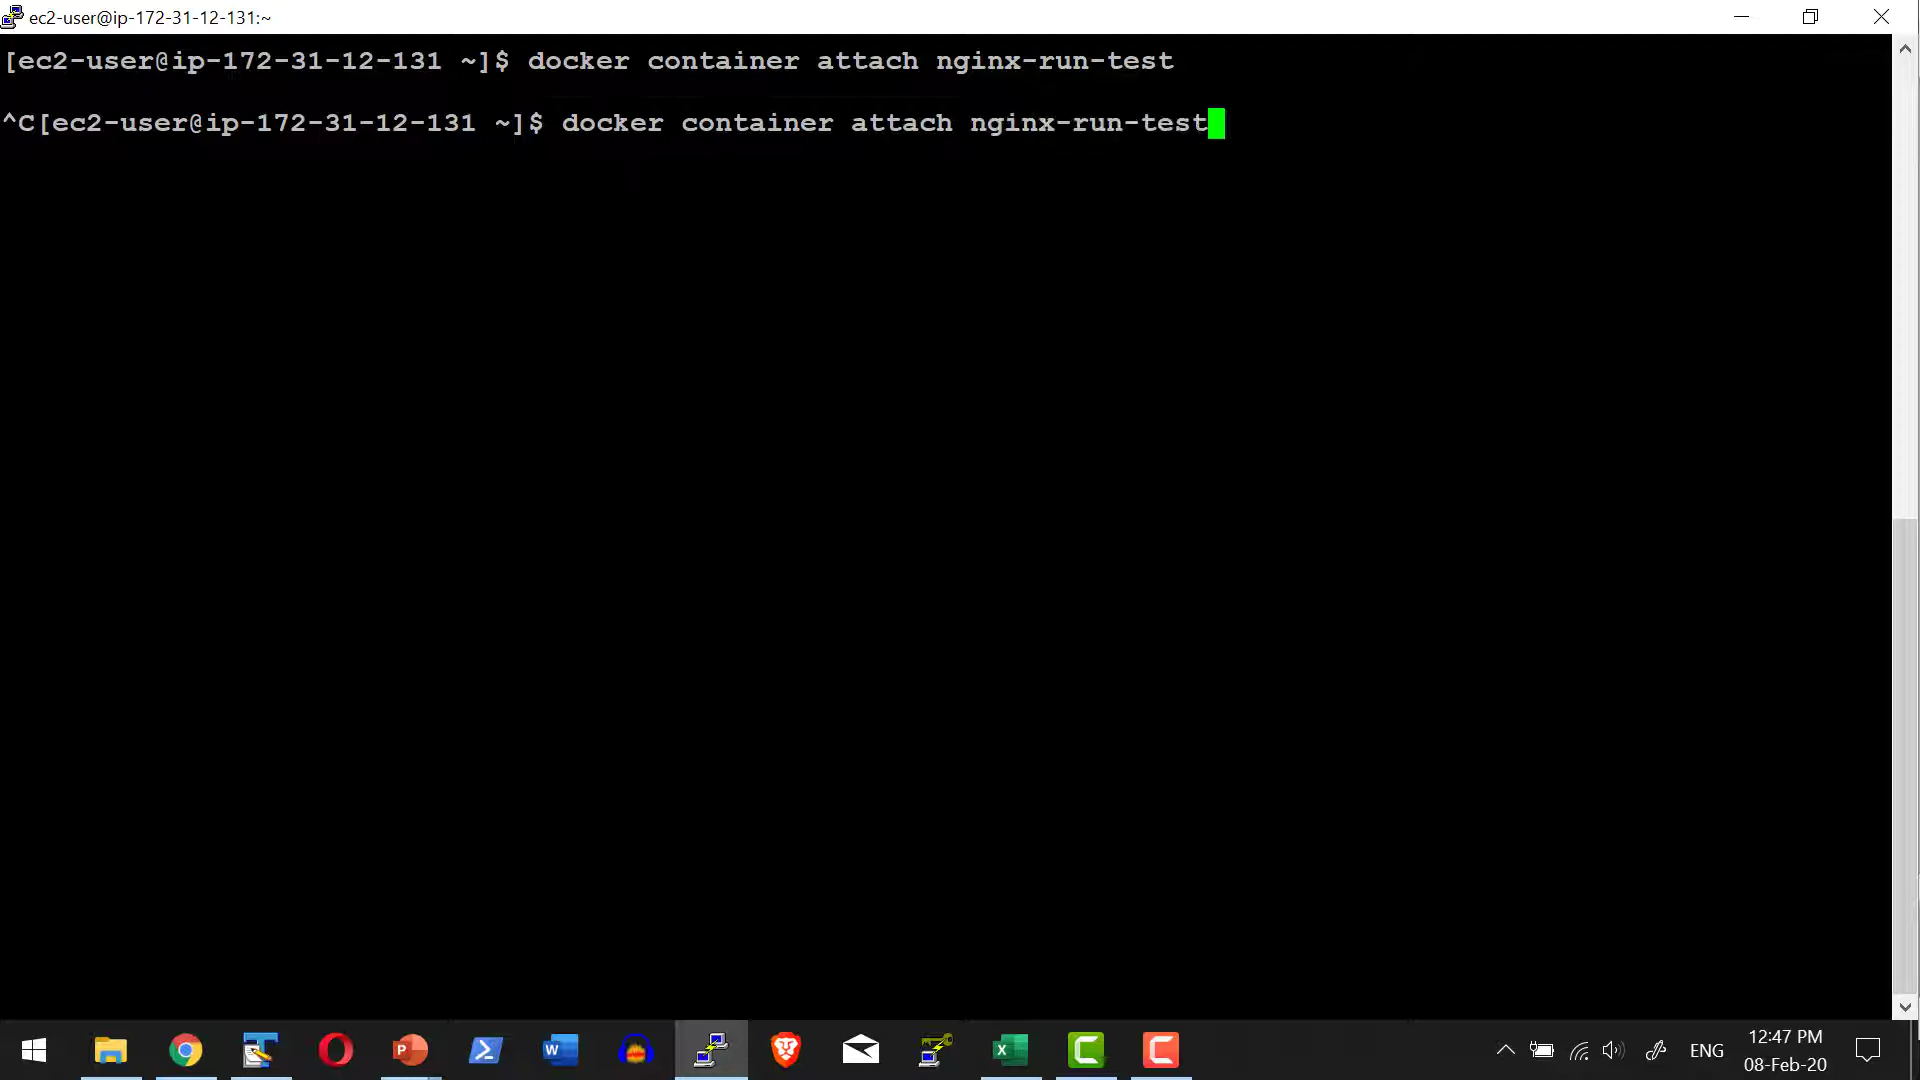 ec2-user@ip-172-31-12-131:~
[ec2-user@ip-172-31-12-131 ~]$ docker container attach nginx-run-test
^C[ec2-user@ip-172-31-12-131 ~]$ docker container attach nginx-run-test
ENG
12:47 PM
08-Feb-20